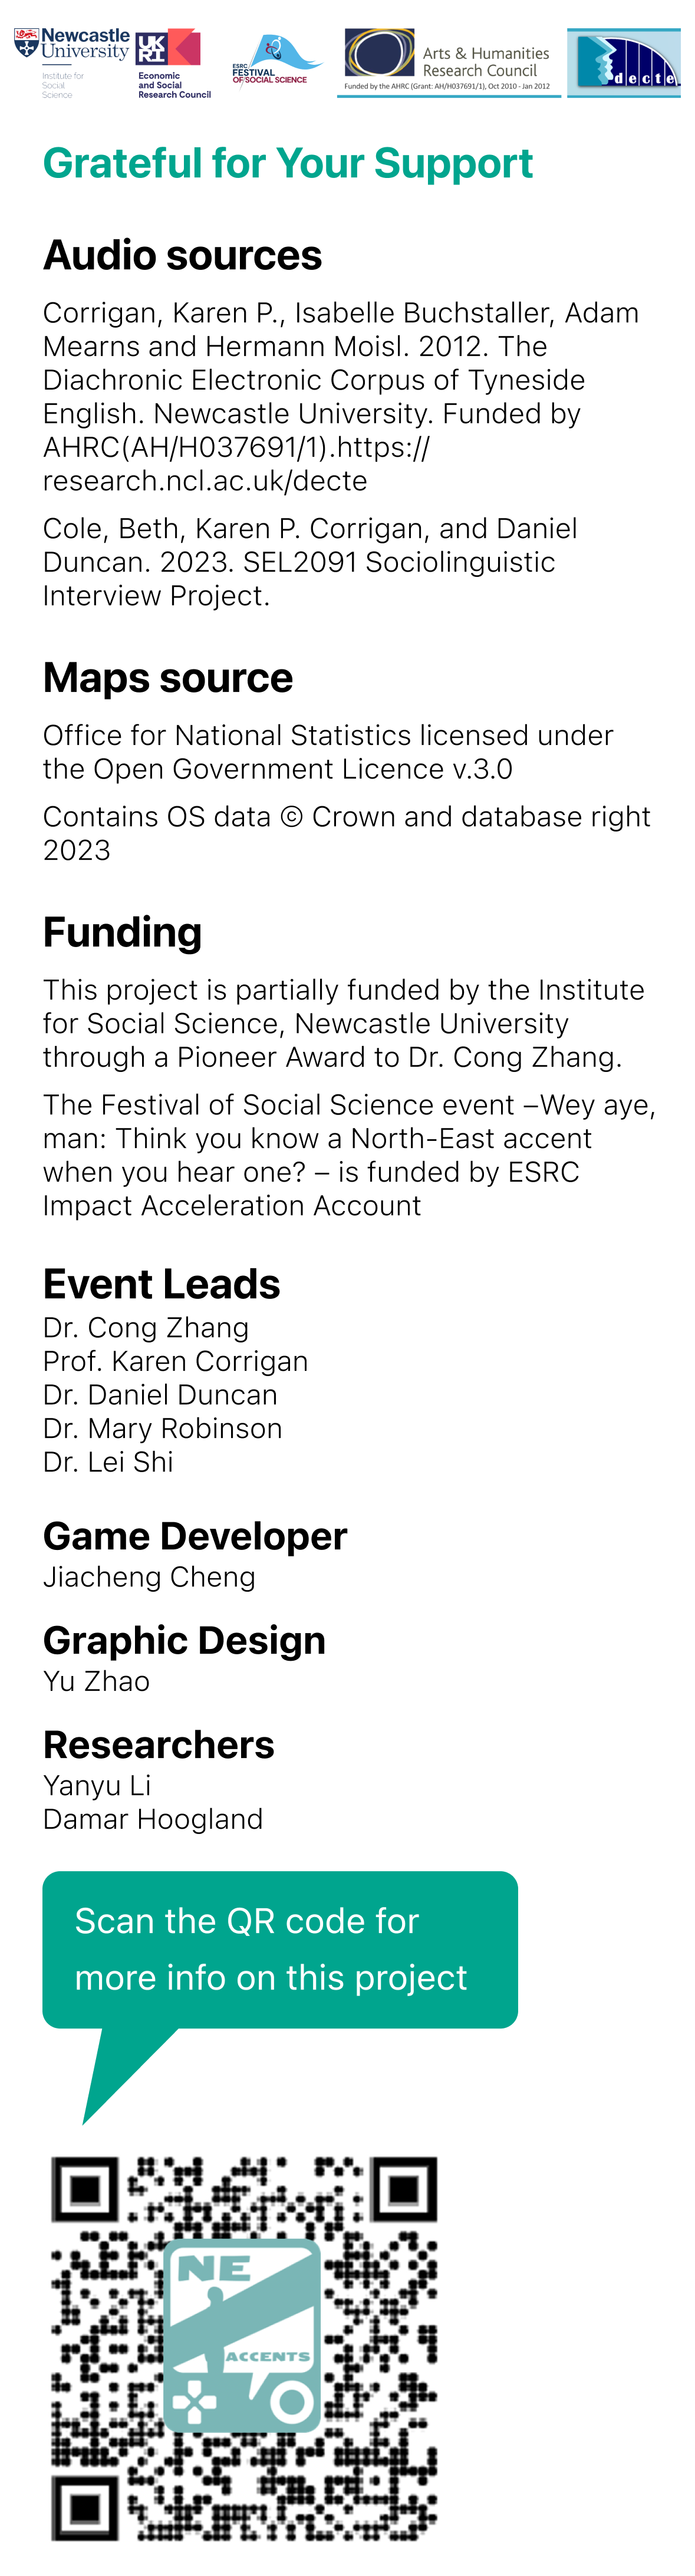 Newcastle
University
Institute for
Social
Science
UK
RI
Economic
and Social
Research Council
ESRC
FESTIVAL
OF SOCIAL SCIENCE
Arts & Humanities
Research Council
Funded by the AHRC (Grant: AH/H037691/1), Oct 2010 - Jan 2012
decte
Grateful for Your Support
Audio sources
Corrigan, Karen P., Isabelle Buchstaller, Adam
Mearns and Hermann Moisl. 2012. The
Diachronic Electronic Corpus of Tyneside
English. Newcastle University. Funded by
AHRC(AH/H037691/1).https://
research.ncl.ac.uk/decte
Cole, Beth, Karen P. Corrigan, and Daniel
Duncan. 2023. SEL2091 Sociolinguistic
Interview Project.
Maps source
Office for National Statistics licensed under
the Open Government Licence v.3.0
Contains OS data © Crown and database right
2023
Funding
This project is partially funded by the Institute
for Social Science, Newcastle University
through a Pioneer Award to Dr. Cong Zhang.
The Festival of Social Science event –Wey aye,
man: Think you know a North-East accent
when you hear one? – is funded by ESRC
Impact Acceleration Account
Event Leads
Dr. Cong Zhang
Prof. Karen Corrigan
Dr. Daniel Duncan
Dr. Mary Robinson
Dr. Lei Shi
Game Developer
Jiacheng Cheng
Graphic Design
Yu Zhao
Researchers
Yanyu Li
Damar Hoogland
Scan the QR code for
more info on this project
NE
ACCENTS